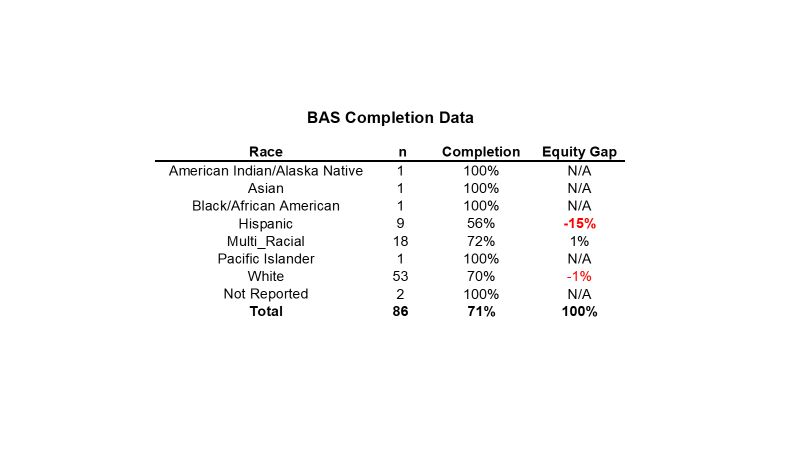 BAS Completion Data
Race n Completion Equity Gap
American Indian/Alaska Native 1 100% N/A
Asian 1 100% N/A
Black/African American 1 100% N/A
Hispanic 9 56% -15%
Multi_Racial 18 72% 1%
Pacific Islander 1 100% N/A
White 53 70% -1%
Not Reported 2 100% N/A
Total 86 71% 100%